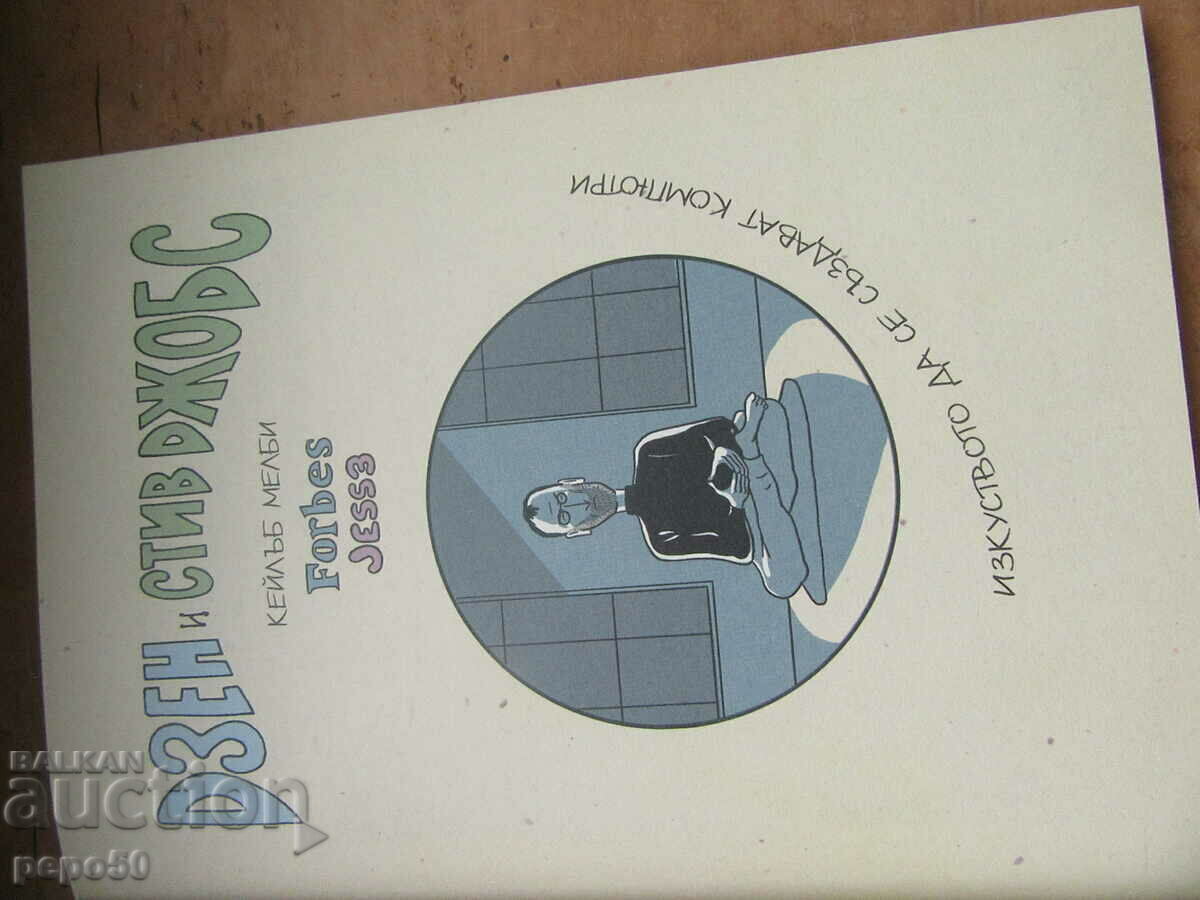 ДЗЕН и СТИВ ДЖОБС
КЕЙЛЪБ МЕЛБИ
Forbes
JESS3
ИЗКУСТВОТО ДА СЕ СЪЗДАВАТ КОМПЮТРИ
BALKAN
auction
pepo50